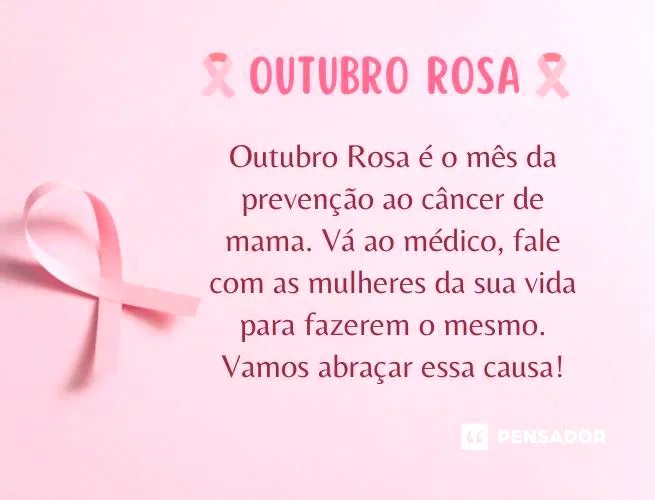 OUTUBRO ROSA
Outubro Rosa é o mês da
prevenção ao câncer de
mama. Vá ao médico, fale
com as mulheres da sua vida
para fazerem o mesmo.
Vamos abraçar essa causa!
PENSADOR